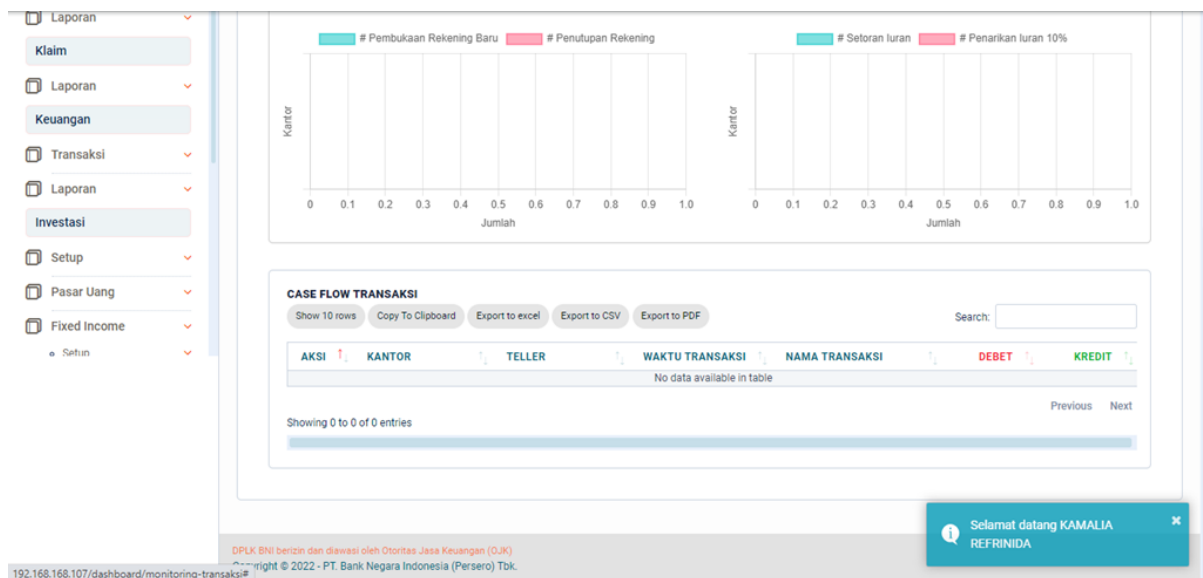 Laporan
Klaim
Laporan
Keuangan
Transaksi
Laporan
Investasi
Setup
Pasar Uang
Fixed Income
Setup
# Pembukaan Rekening Baru # Penutupan Rekening
Kantor
0 0.1 0.2 0.3 0.4 0.5 0.6 0.7 0.8 0.9 1.0
Jumlah
# Setoran Iuran # Penarikan Iuran 10%
Kantor
0 0.1 0.2 0.3 0.4 0.5 0.6 0.7 0.8 0.9 1.0
Jumlah
CASE FLOW TRANSAKSI
Show 10 rows Copy To Clipboard Export to excel Export to CSV Export to PDF Search:
AKSI KANTOR TELLER WAKTU TRANSAKSI NAMA TRANSAKSI DEBET KREDIT
No data available in table
Previous Next
Showing 0 to 0 of 0 entries
Selamat datang KAMALIA
REFRINIDA
DPLK BNI berizin dan diawasi oleh Otoritas Jasa Keuangan (OJK)
Copyright © 2022 - PT. Bank Negara Indonesia (Persero) Tbk.
192.168.168.107/dashboard/monitoring-transaksi#